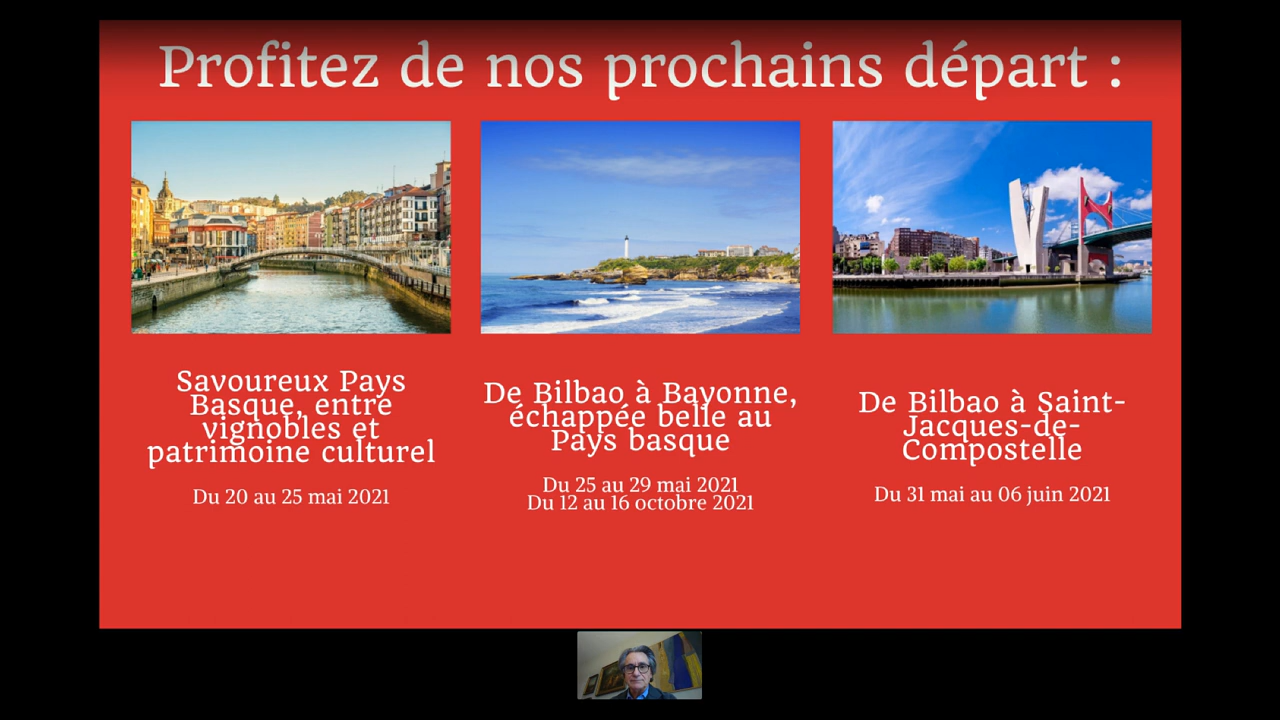 Profitez de nos prochains départ :
Savoureux Pays
Basque, entre
vignobles et
patrimoine culturel
Du 20 au 25 mai 2021
De Bilbao à Bayonne,
échappée belle au
Pays basque
Du 25 au 29 mai 2021
Du 12 au 16 octobre 2021
De Bilbao à Saint-
Jacques-de-
Compostelle
Du 31 mai au 06 juin 2021